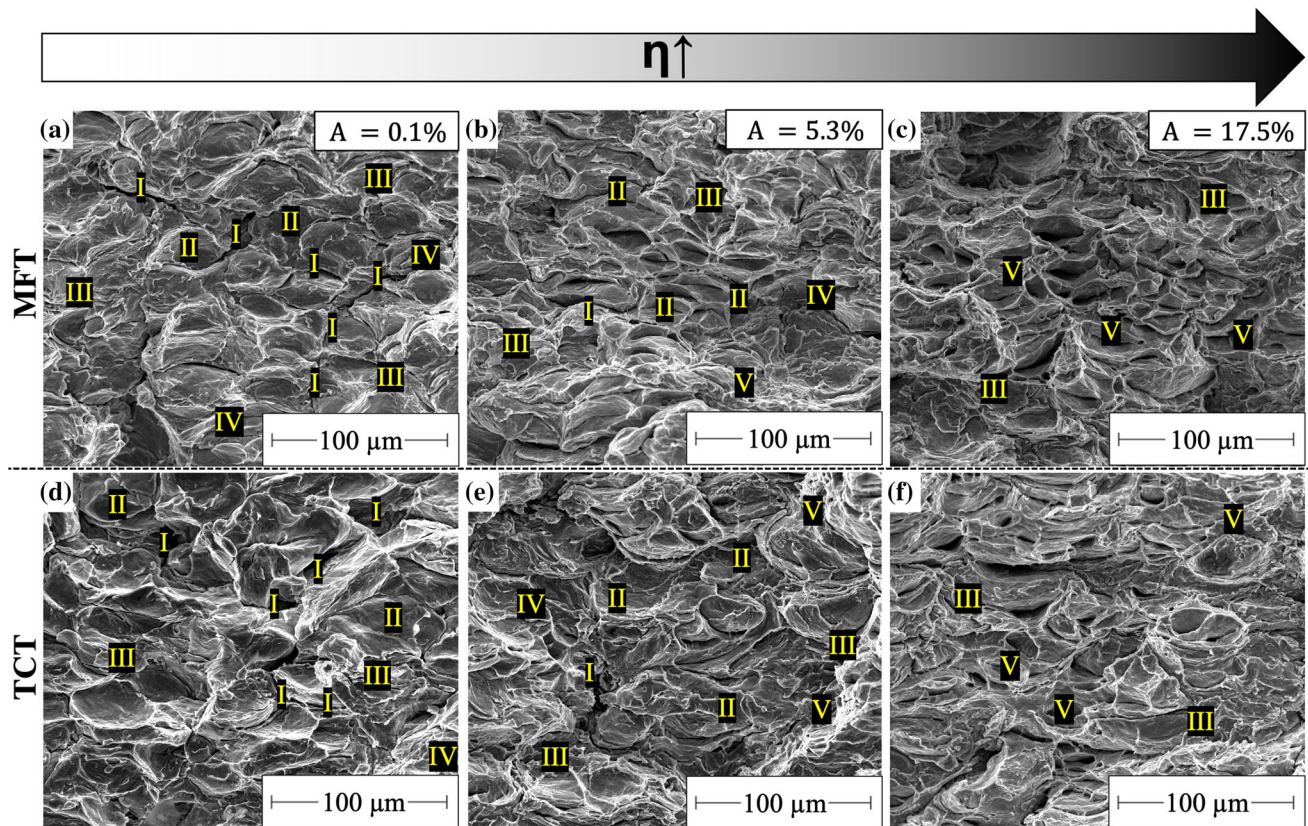 η↑
(a) A = 0.1% (b) A = 5.3% (c) A = 17.5%
MFT
I III II I II IV I I III I I III IV
100 μm
II III IV I II II III V
100 μm
III V V V III
100 μm
TCT
(d) II I I I I II III III I I IV
100 μm
(e) V II IV II III I II V III
100 μm
(f) V III V V III
100 μm